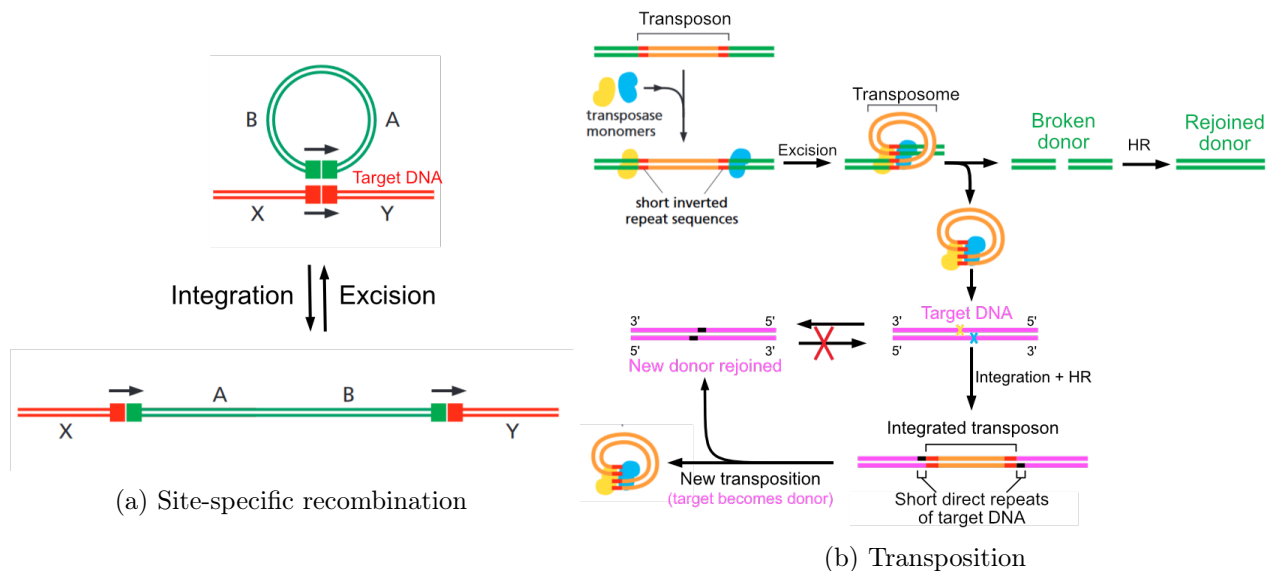 B
A
Target DNA
X
Y
Integration
Excision
A
B
X
Y
(a) Site-specific recombination
Transposon
transposase
monomers
short inverted
repeat sequences
Excision
Transposome
Broken
donor
HR
Rejoined
donor
Target DNA
3'
5'
5'
3'
3'
5'
5'
3'
New donor rejoined
Integration + HR
Integrated transposon
New transposition
(target becomes donor)
Short direct repeats
of target DNA
(b) Transposition